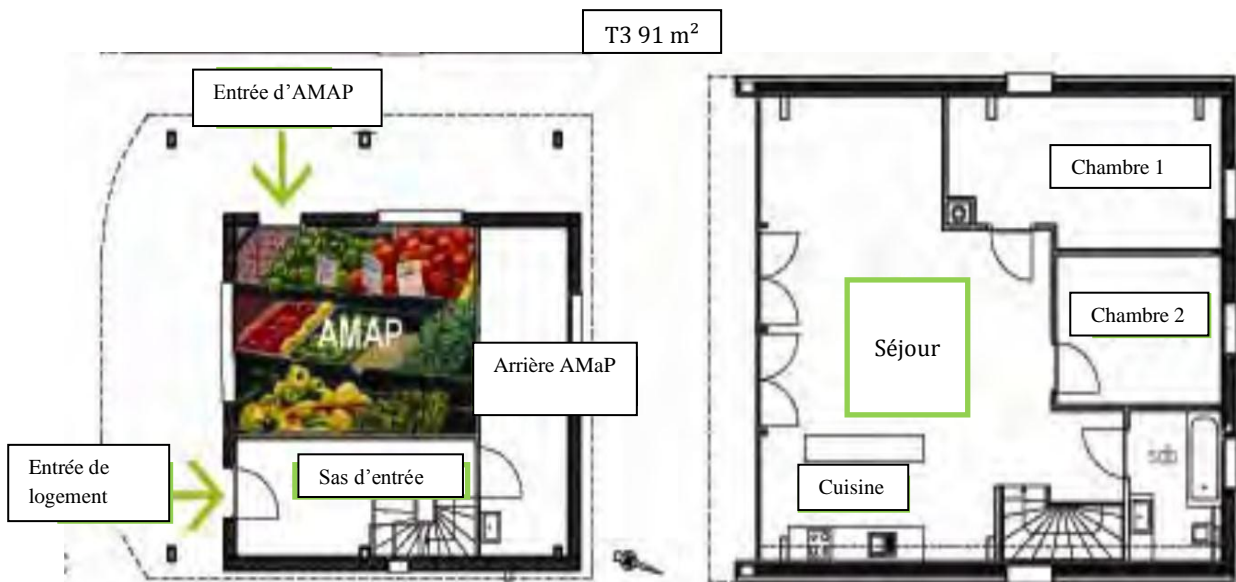 T3 91 m²
Entrée d’AMAP
AMAP
Arrière AMaP
Entrée de
logement
Sas d’entrée
Chambre 1
Chambre 2
Séjour
Cuisine
sdb